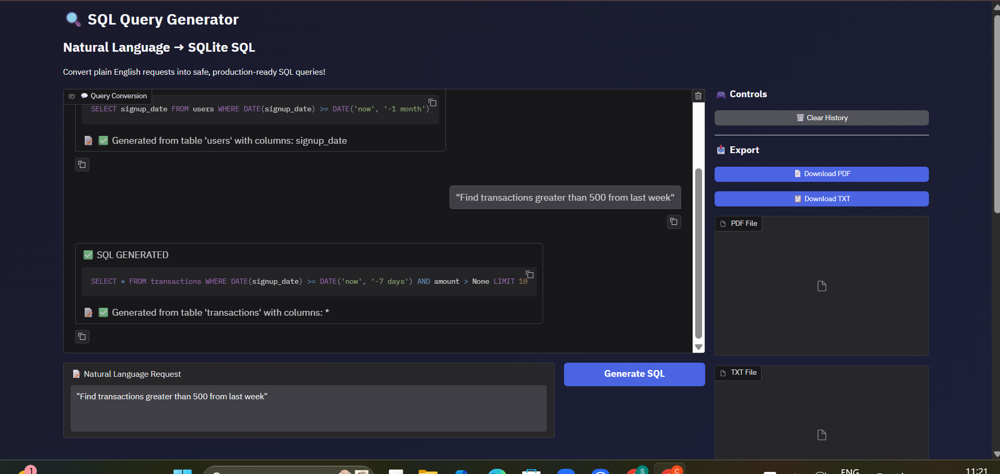 SQL Query Generator
Natural Language → SQLite SQL
Convert plain English requests into safe, production-ready SQL queries!
Query Conversion
SELECT signup_date FROM users WHERE DATE(signup_date) >= DATE('now', '-1 month')
Generated from table 'users' with columns: signup_date
"Find transactions greater than 500 from last week"
SQL GENERATED
SELECT * FROM transactions WHERE DATE(signup_date) >= DATE('now', '-7 days') AND amount > None LIMIT 10
Generated from table 'transactions' with columns: *
Natural Language Request
"Find transactions greater than 500 from last week"
Generate SQL
Controls
Clear History
Export
Download PDF
Download TXT
PDF File
TXT File
1
S
C
ENG
11:21